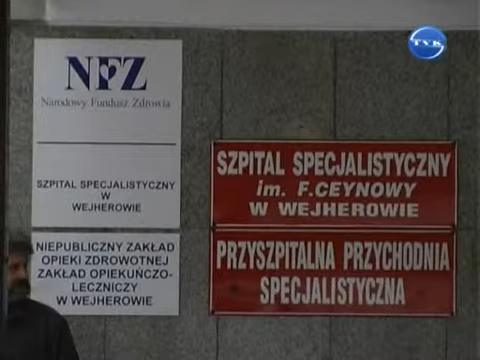 TVK
NFZ
Narodowy Fundusz Zdrowia
SZPITAL SPECJALISTYCZNY
W
WEJHEROWIE
NIEPUBLICZNY ZAKŁAD
OPIEKI ZDROWOTNEJ
ZAKŁAD OPIEKUŃCZO-
LECZNICZY
W WEJHEROWIE
SZPITAL SPECJALISTYCZNY
im. F.CEYNOWY
W WEJHEROWIE
PRZYSZPITALNA PRZYCHODNIA
SPECJALISTYCZNA